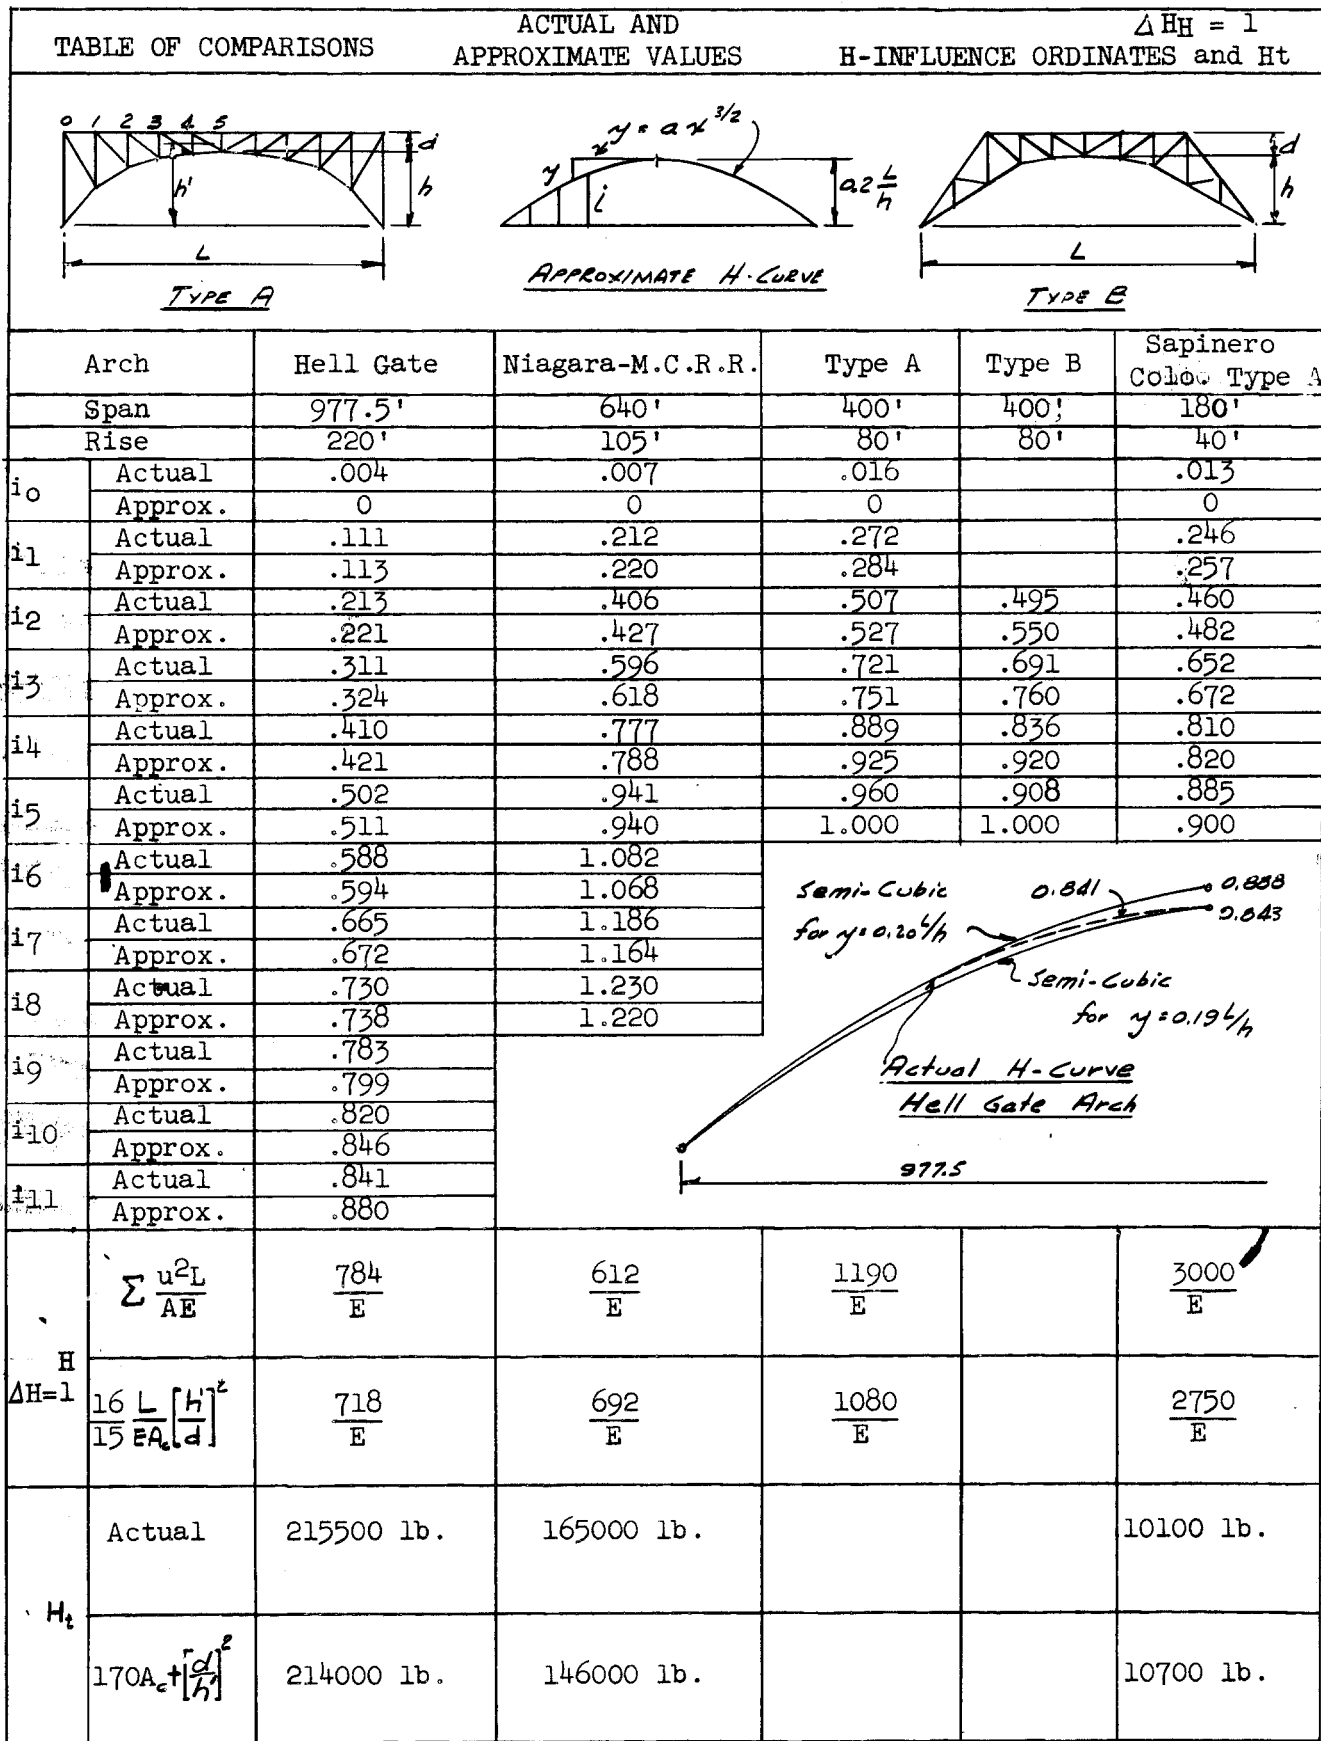 TABLE OF COMPARISONS
ACTUAL AND
APPROXIMATE VALUES
Δ HH = 1
H-INFLUENCE ORDINATES and Ht
0 1 2 3 4 5
d
h
h'
L
TYPE A
y = a x^3/2
x
y
i
0.2 L/h
APPROXIMATE H-CURVE
d
h
L
TYPE B
Arch | Hell Gate | Niagara-M.C.R.R. | Type A | Type B | Sapinero Colo. Type A
Span | 977.5' | 640' | 400' | 400' | 180'
Rise | 220' | 105' | 80' | 80' | 40'
i0 Actual | .004 | .007 | .016 | | .013
Approx. | 0 | 0 | 0 | | 0
i1 Actual | .111 | .212 | .272 | | .246
Approx. | .113 | .220 | .284 | | .257
i2 Actual | .213 | .406 | .507 | .495 | .460
Approx. | .221 | .427 | .527 | .550 | .482
i3 Actual | .311 | .596 | .721 | .691 | .652
Approx. | .324 | .618 | .751 | .760 | .672
i4 Actual | .410 | .777 | .889 | .836 | .810
Approx. | .421 | .788 | .925 | .920 | .820
i5 Actual | .502 | .941 | .960 | .908 | .885
Approx. | .511 | .940 | 1.000 | 1.000 | .900
i6 Actual | .588 | 1.082
Approx. | .594 | 1.068
i7 Actual | .665 | 1.186
Approx. | .672 | 1.164
i8 Actual | .730 | 1.230
Approx. | .738 | 1.220
i9 Actual | .783
Approx. | .799
i10 Actual | .820
Approx. | .846
i11 Actual | .841
Approx. | .880
Semi-Cubic
for y=0.20 L/h
0.841
0.888
0.843
Semi-Cubic
for y=0.19 L/h
Actual H-Curve
Hell Gate Arch
977.5
H
ΔH=1
Σ u²L/AE | 784/E | 612/E | 1190/E | | 3000/E
16/15 L/EAc [h'/d]² | 718/E | 692/E | 1080/E | | 2750/E
Ht
Actual | 215500 lb. | 165000 lb. | | | 10100 lb.
170Ac+[d/h']² | 214000 lb. | 146000 lb. | | | 10700 lb.